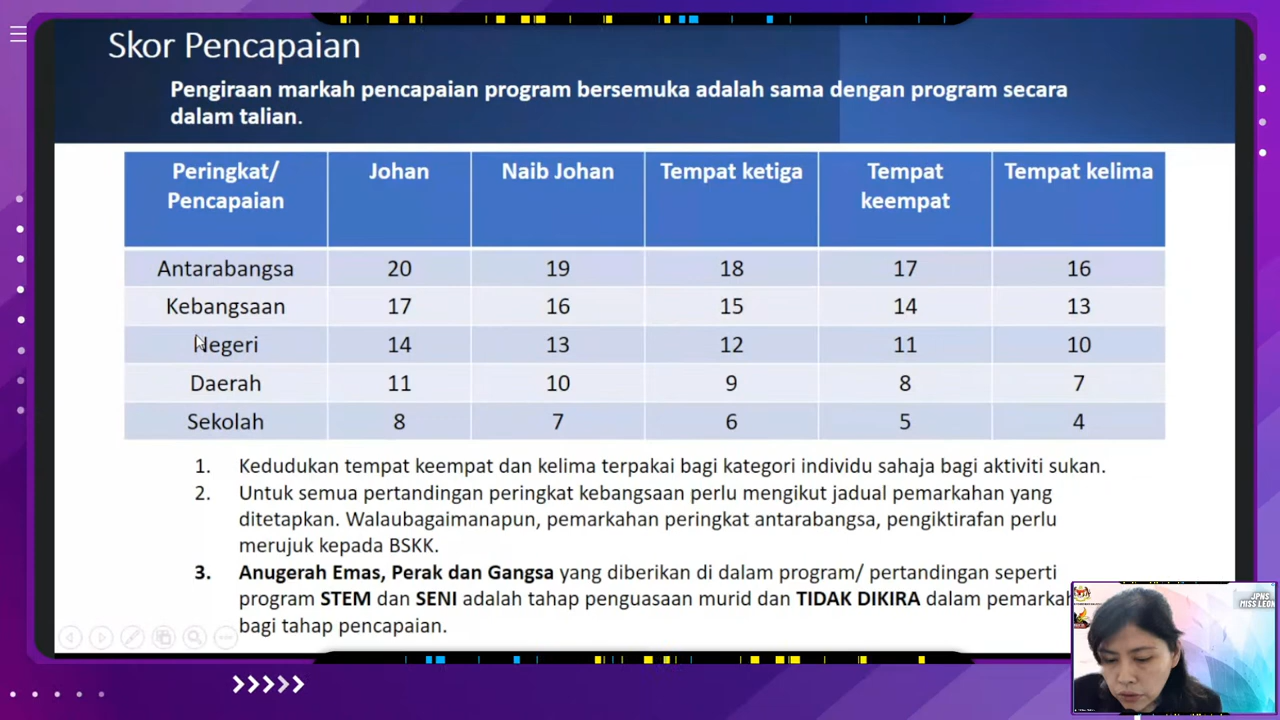 Skor Pencapaian
Pengiraan markah pencapaian program bersemuka adalah sama dengan program secara
dalam talian.
Peringkat/ Johan Naib Johan Tempat ketiga Tempat Tempat kelima
Pencapaian keempat
Antarabangsa 20 19 18 17 16
Kebangsaan 17 16 15 14 13
Negeri 14 13 12 11 10
Daerah 11 10 9 8 7
Sekolah 8 7 6 5 4
1. Kedudukan tempat keempat dan kelima terpakai bagi kategori individu sahaja bagi aktiviti sukan.
2. Untuk semua pertandingan peringkat kebangsaan perlu mengikut jadual pemarkahan yang
ditetapkan. Walaubagaimanapun, pemarkahan peringkat antarabangsa, pengiktirafan perlu
merujuk kepada BSKK.
3. Anugerah Emas, Perak dan Gangsa yang diberikan di dalam program/ pertandingan seperti
program STEM dan SENI adalah tahap penguasaan murid dan TIDAK DIKIRA dalam pemarka
bagi tahap pencapaian.
JPNS
MISS LEON